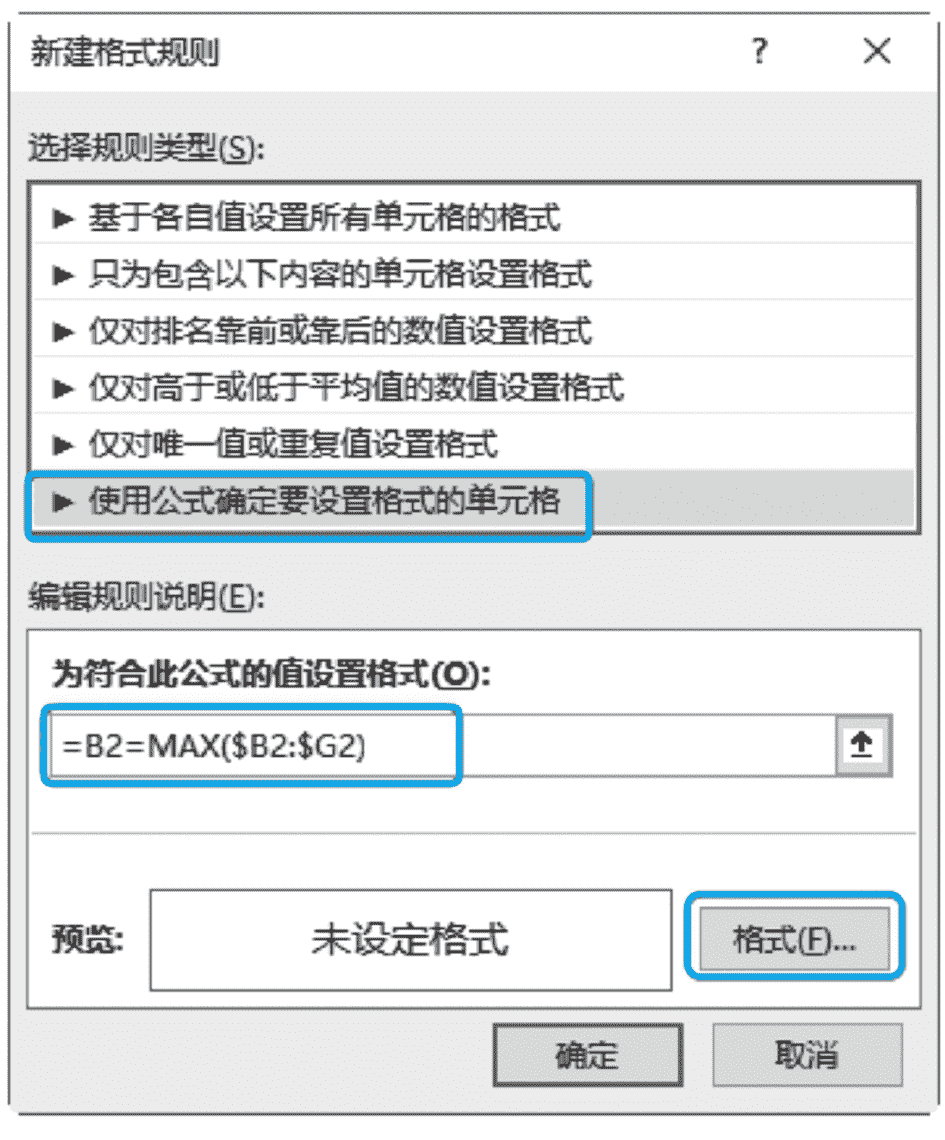 新建格式规则 ?
选择规则类型(S):
► 基于各自值设置所有单元格的格式
► 只为包含以下内容的单元格设置格式
► 仅对排名靠前或靠后的数值设置格式
► 仅对高于或低于平均值的数值设置格式
► 仅对唯一值或重复值设置格式
► 使用公式确定要设置格式的单元格
编辑规则说明(E):
为符合此公式的值设置格式(O):
=B2=MAX($B2:$G2)
预览: 未设定格式 格式(F)...
确定 取消